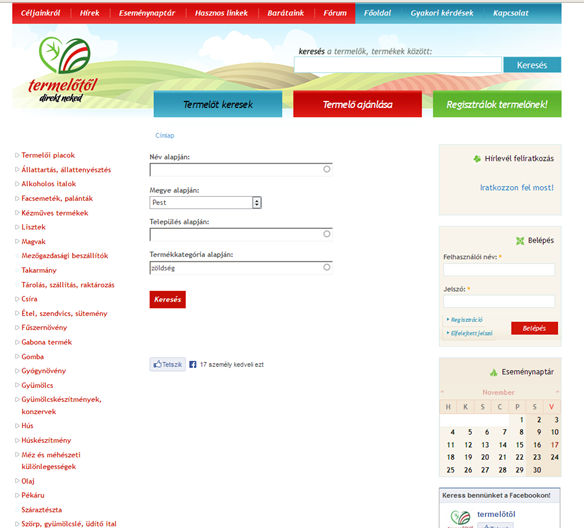 Céljainkról
Hírek
Eseménynaptár
Hasznos linkek
Barátaink
Fórum
Főoldal
Gyakori kérdések
Kapcsolat
termelőtől
direkt neked
keresés a termelők, termékek között:
Keresés
Termelőt keresek
Termelő ajánlása
Regisztrálok termelőnek!
Címlap
Termelői piacok
Állattartás, állattenyésztés
Alkoholos italok
Facsemeték, palánták
Kézműves termékek
Lisztek
Magvak
Mezőgazdasági beszállítók
Takarmány
Tárolás, szállítás, raktározás
Csíra
Étel, szendvics, sütemény
Fűszernövény
Gabona termék
Gomba
Gyógynövény
Gyümölcs
Gyümölcskészítmények,
konzervek
Hús
Húskészítmény
Méz és méhészeti
különlegességek
Olaj
Pékáru
Száraztészta
Szörp, gyümölcslé, üdítő ital
Név alapján:
Megye alapján:
Pest
Település alapján:
Termékkategória alapján:
zöldség
Keresés
Tetszik
17 személy kedveli ezt
Hírlevél feliratkozás
Iratkozzon fel most!
Belépés
Felhasználói név: *
Jelszó: *
Regisztráció
Elfelejtett jelszó
Belépés
Eseménynaptár
« November »
H K S C P S V
1 2 3
4 5 6 7 8 9 10
11 12 13 14 15 16 17
18 19 20 21 22 23 24
25 26 27 28 29 30
Keress bennünket a Facebookon!
termelőtől